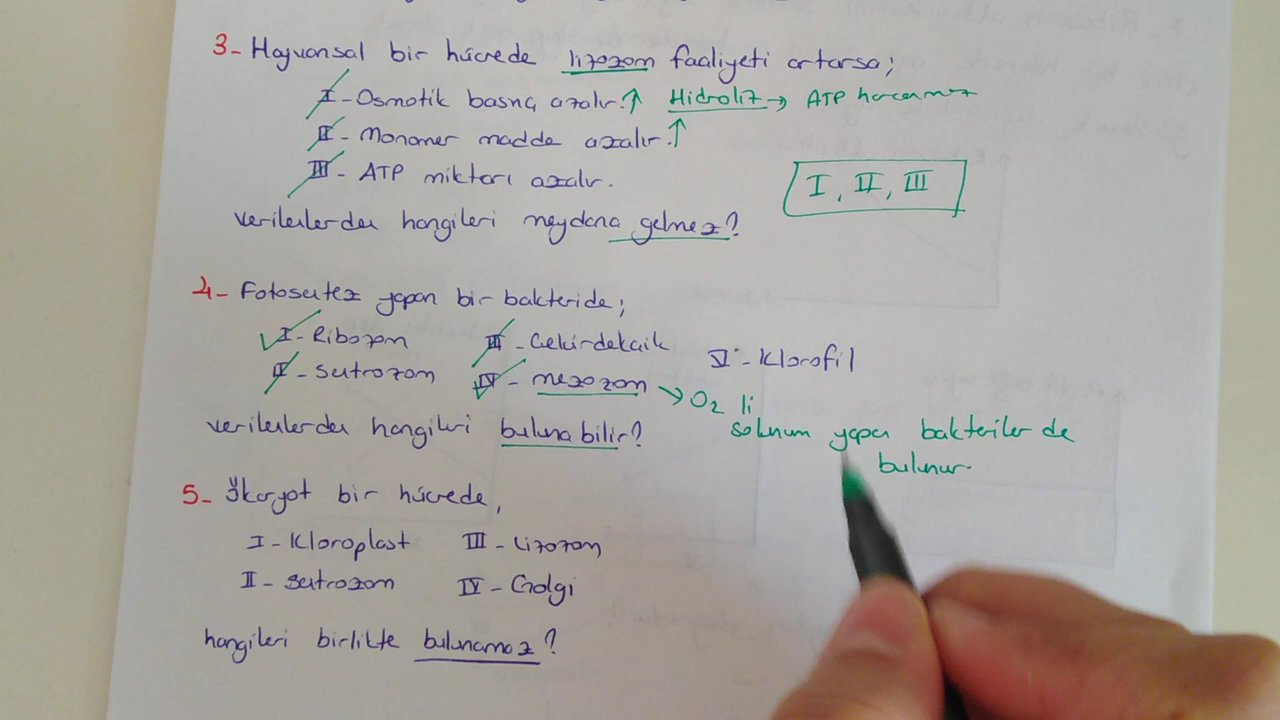 3- Hayvansal bir hücrede lizozom faaliyeti artarsa;
I - Osmotik basınç azalır. ↑ Hidroliz → ATP harcanmaz
II - Monomer madde azalır. ↑
III - ATP miktarı azalır.
I, II, III
verilenlerden hangileri meydana gelmez?
4- Fotosentez yapan bir bakteride;
I - Ribozom III - Çekirdekçik V - Klorofil
II - Sentrozom IV - mezozom → O2 li
verilenlerden hangileri bulunabilir? solunum yapan bakteriler de
bulunur.
5- Ökaryot bir hücrede,
I - Kloroplast III - Lizozom
II - Sentrozom IV - Golgi
hangileri birlikte bulunamaz?